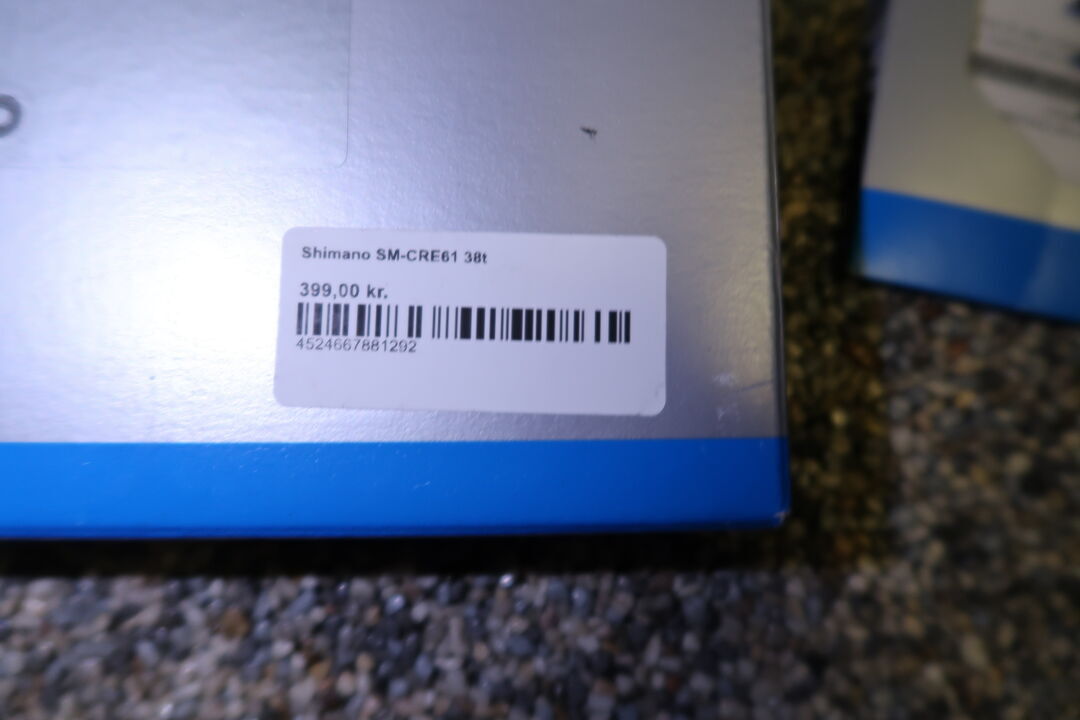 Shimano SM-CRE61 38t
399,00 kr.
4524667881292